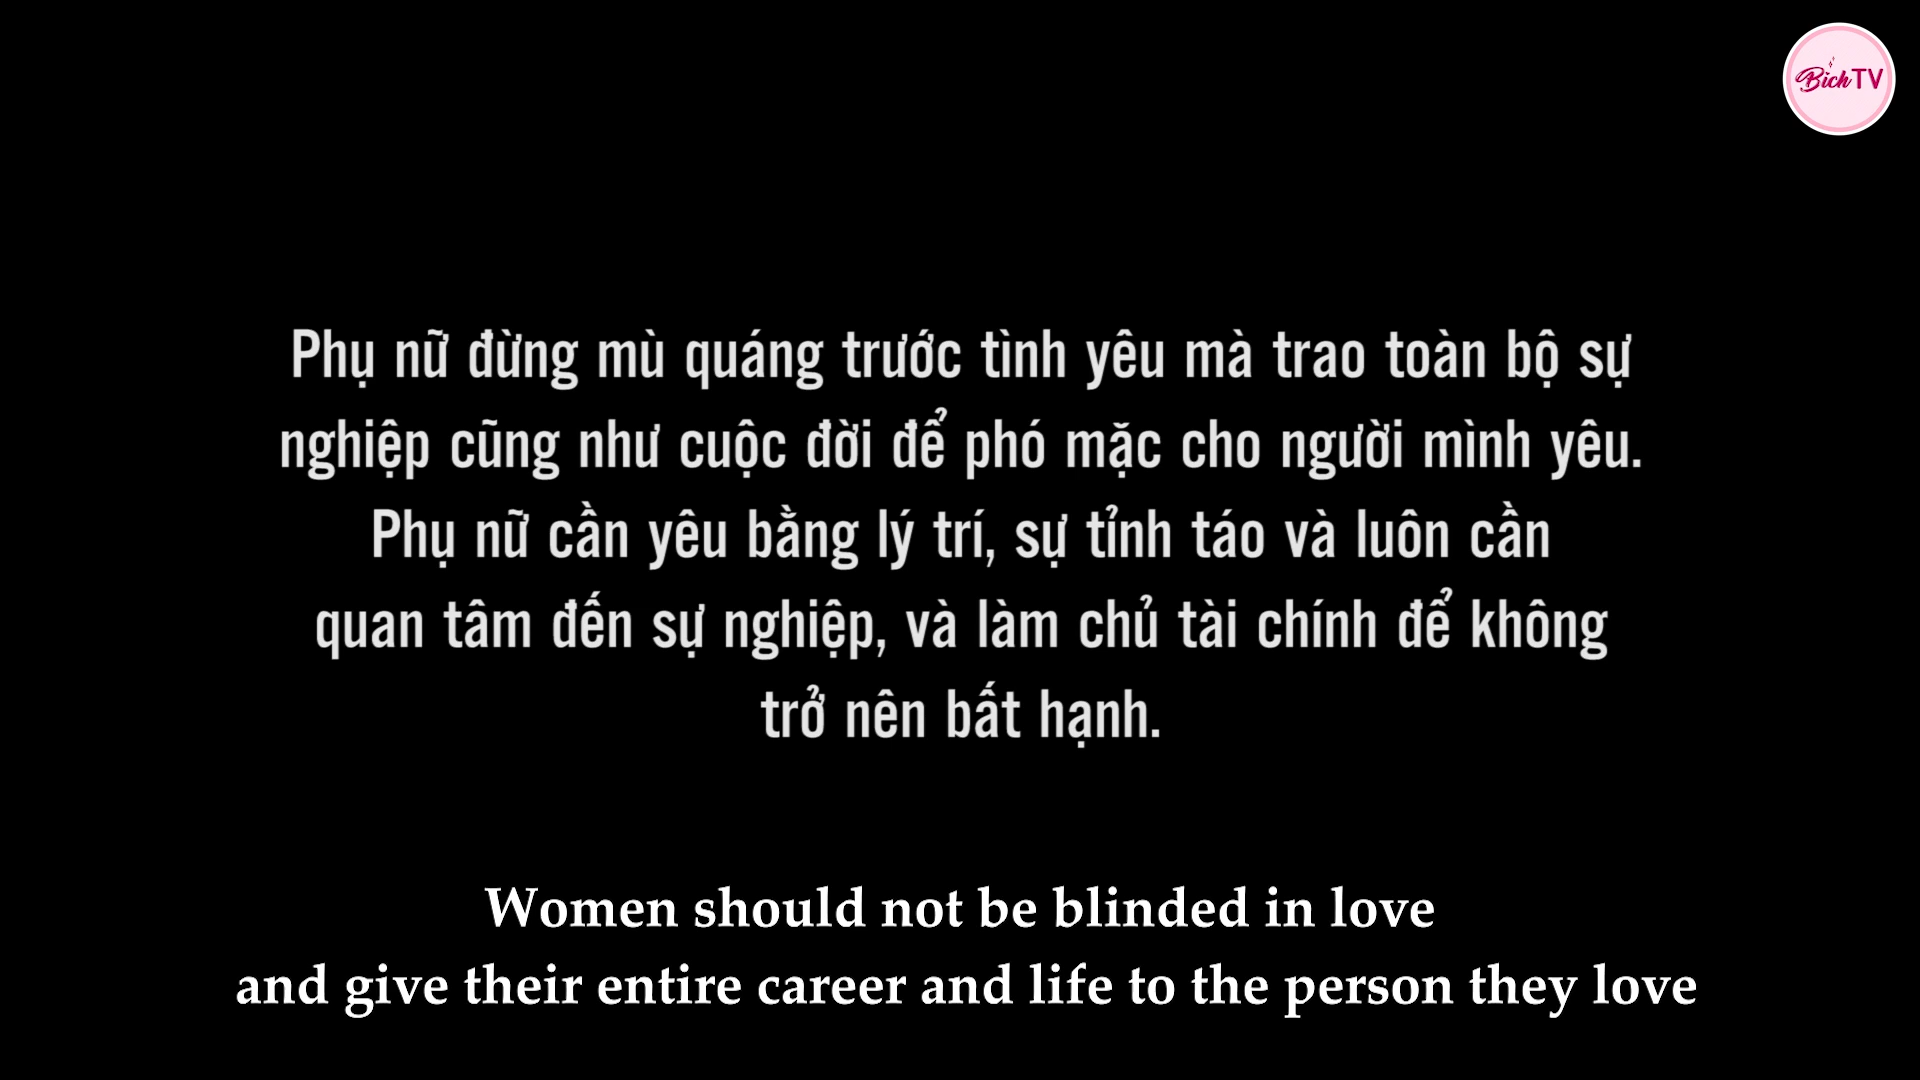 BichTV
Phụ nữ đừng mù quáng trước tình yêu mà trao toàn bộ sự
nghiệp cũng như cuộc đời để phó mặc cho người mình yêu.
Phụ nữ cần yêu bằng lý trí, sự tỉnh táo và luôn cần
quan tâm đến sự nghiệp, và làm chủ tài chính để không
trở nên bất hạnh.
Women should not be blinded in love
and give their entire career and life to the person they love